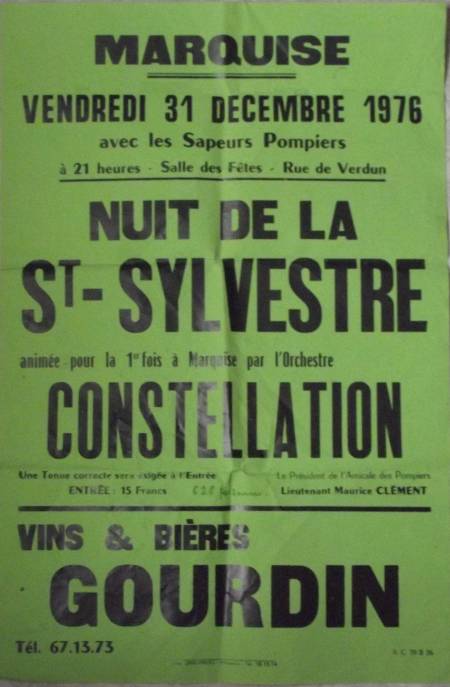 MARQUISE
VENDREDI 31 DECEMBRE 1976
avec les Sapeurs Pompiers
à 21 heures - Salle des Fêtes - Rue de Verdun
NUIT DE LA
ST- SYLVESTRE
animée pour la 1re fois à Marquise par l'Orchestre
CONSTELLATION
Une Tenue correcte sera exigée à l'Entrée
Le Président de l'Amicale des Pompiers
ENTRÉE : 15 Francs
Lieutenant Maurice CLÉMENT
VINS & BIÈRES
GOURDIN
Tél. 67.13.73